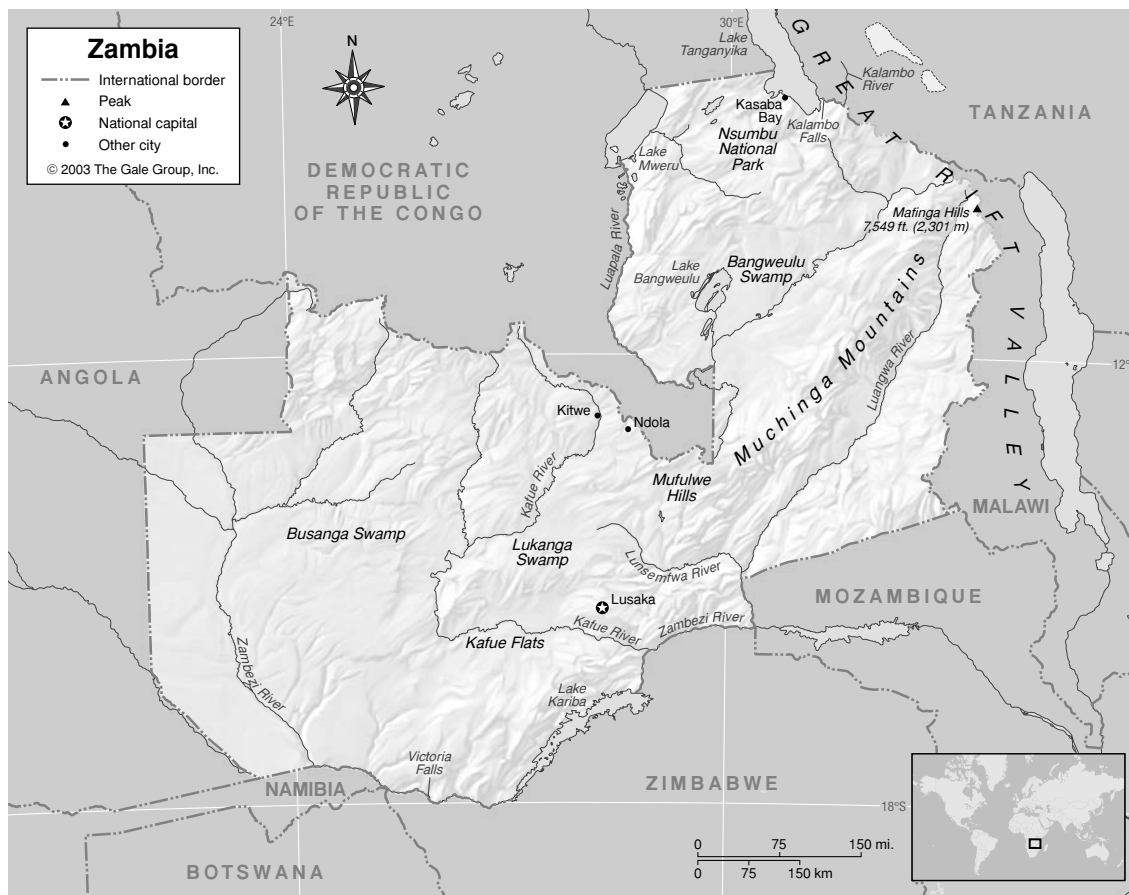 Zambia
International border
Peak
National capital
Other city
© 2003 The Gale Group, Inc.
24°E
30°E
N
Lake
Tanganyika
GREAT RIFT VALLEY
Kalambo
River
TANZANIA
Kasaba
Bay
Kalambo
Falls
Nsumbu
National
Park
Lake
Mweru
DEMOCRATIC
REPUBLIC
OF THE CONGO
Mafinga Hills
7,549 ft. (2,301 m)
Luapala River
Lake
Bangweulu
Bangweulu
Swamp
Muchinga Mountains
Luangwa River
12°
ANGOLA
Kitwe
Ndola
Kafue River
Mufulwe
Hills
MALAWI
Busanga Swamp
Lukanga
Swamp
Lunsemfwa River
MOZAMBIQUE
Lusaka
Kafue River
Zambezi River
Kafue Flats
Zambezi River
Lake
Kariba
Victoria
Falls
NAMIBIA
ZIMBABWE
18°S
BOTSWANA
0 75 150 mi.
0 75 150 km